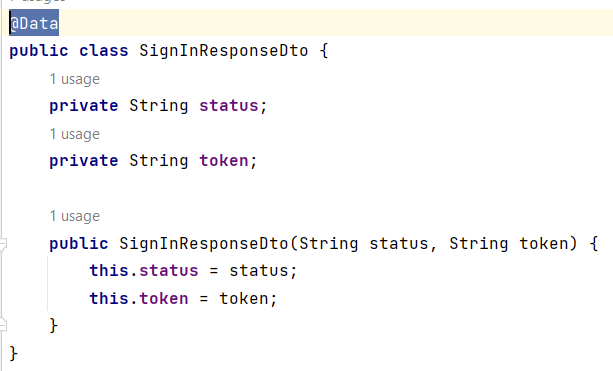 @Data
public class SignInResponseDto {
1 usage
private String status;
1 usage
private String token;
1 usage
public SignInResponseDto(String status, String token) {
this.status = status;
this.token = token;
}
}